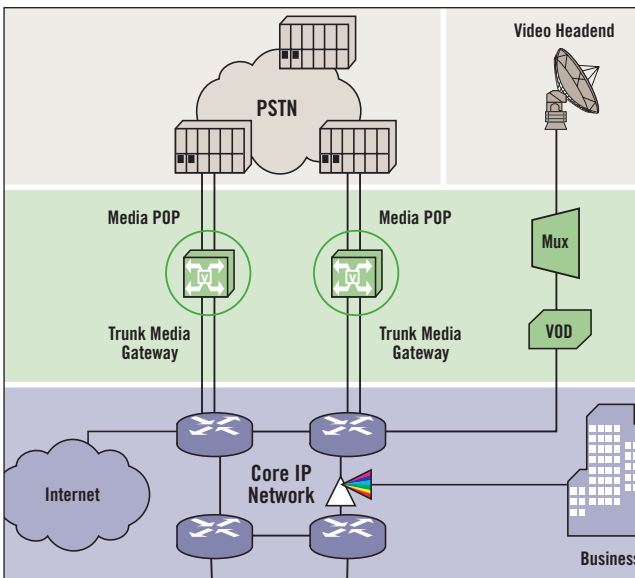 Video Headend
PSTN
Media POP
Media POP
Mux
V
V
Trunk Media
Gateway
Trunk Media
Gateway
VOD
Core IP
Network
Internet
Business